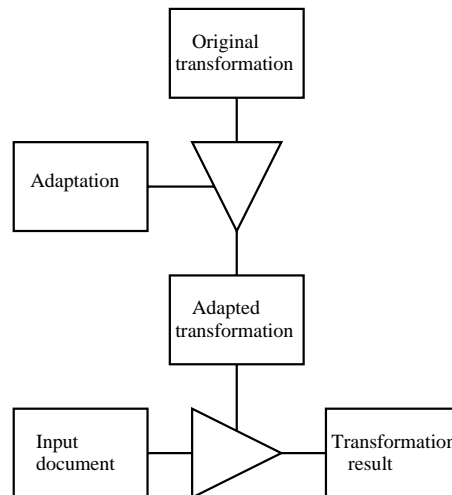 Original
transformation
Adaptation
Adapted
transformation
Input
document
Transformation
result